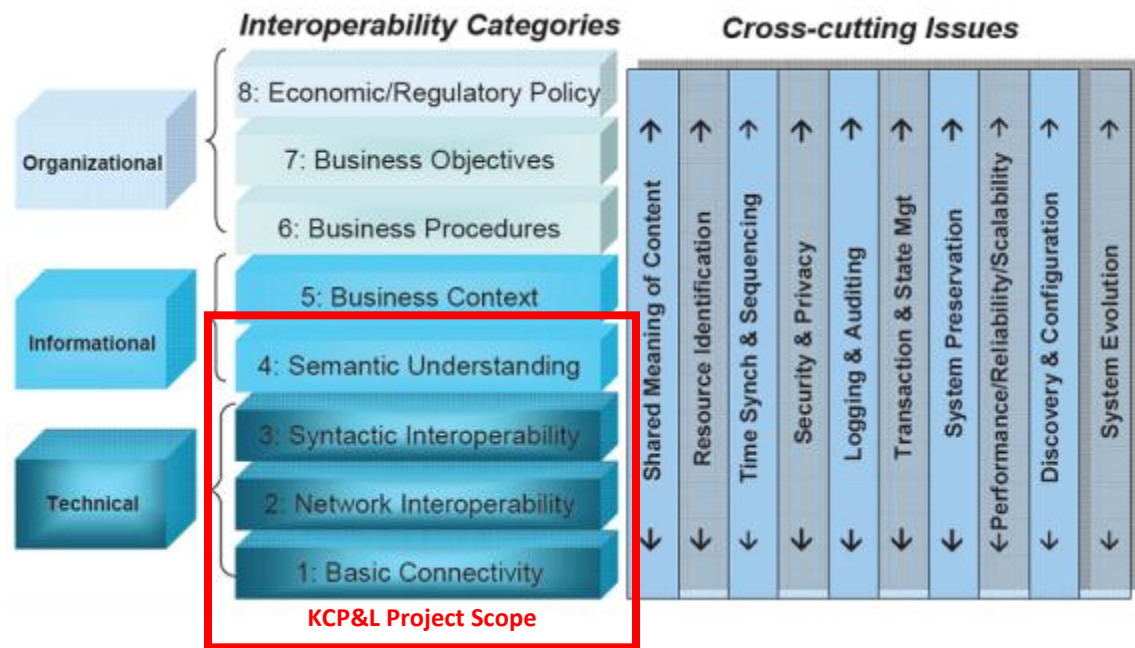 Interoperability Categories
Cross-cutting Issues
Organizational
8: Economic/Regulatory Policy
7: Business Objectives
6: Business Procedures
Informational
5: Business Context
4: Semantic Understanding
Technical
3: Syntactic Interoperability
2: Network Interoperability
1: Basic Connectivity
KCP&L Project Scope
Shared Meaning of Content
Resource Identification
Time Synch & Sequencing
Security & Privacy
Logging & Auditing
Transaction & State Mgt
System Preservation
Performance/Reliability/Scalability
Discovery & Configuration
System Evolution